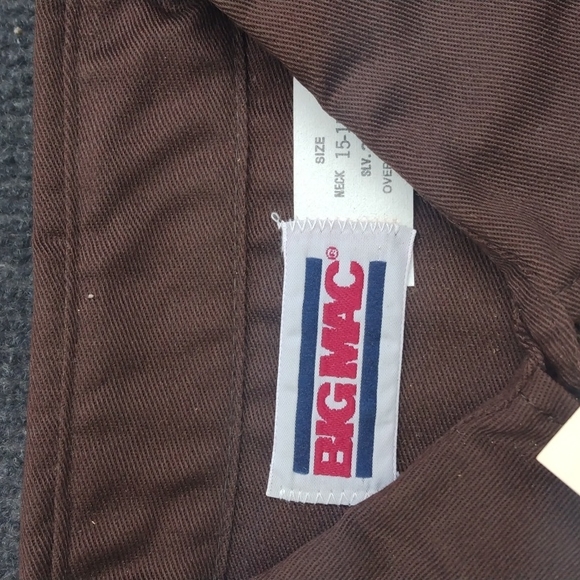 BIG MAC®
SIZE
NECK 15-1
SLV.
OVER